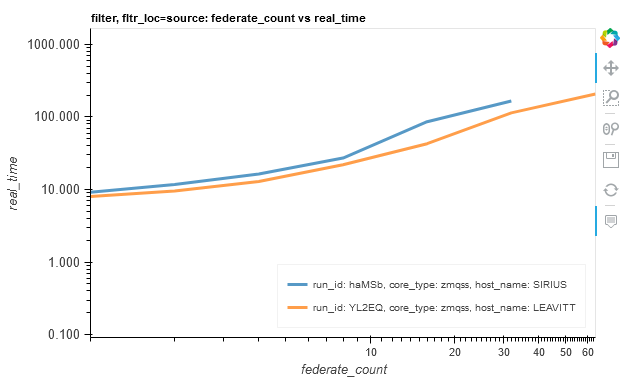 filter, fltr_loc=source: federate_count vs real_time
1000.000
100.000
10.000
1.000
0.100
real_time
run_id: haMSb, core_type: zmqss, host_name: SIRIUS
run_id: YL2EQ, core_type: zmqss, host_name: LEAVITT
10
20
30
40
50
60
federate_count